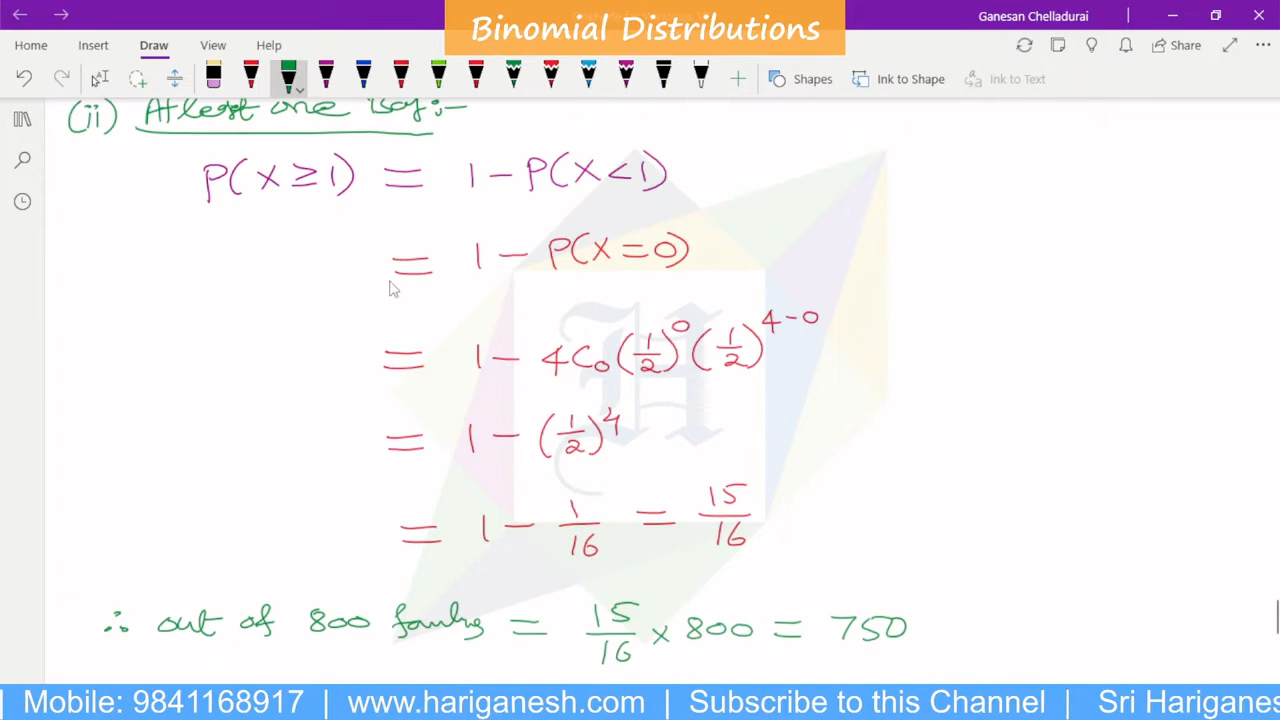 Binomial Distributions
Ganesan Chelladurai
Home Insert Draw View Help
Share
Shapes Ink to Shape Ink to Text
(ii) Atleast one Boy:-
P(X≥1) = 1-P(X<1)
= 1 - P(X=0)
= 1 - 4C₀(1/2)⁰(1/2)⁴⁻⁰
= 1 - (1/2)⁴
= 1 - 1/16 = 15/16
∴ out of 800 = 15/16 × 800 = 750
| Mobile: 9841168917 | www.hariganesh.com | Subscribe to this Channel | Sri Hariganes